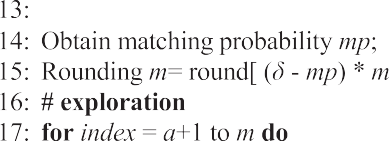 13:
14: Obtain matching probability mp;
15: Rounding m= round[ (δ - mp) * m
16: # exploration
17: for index = a+1 to m do